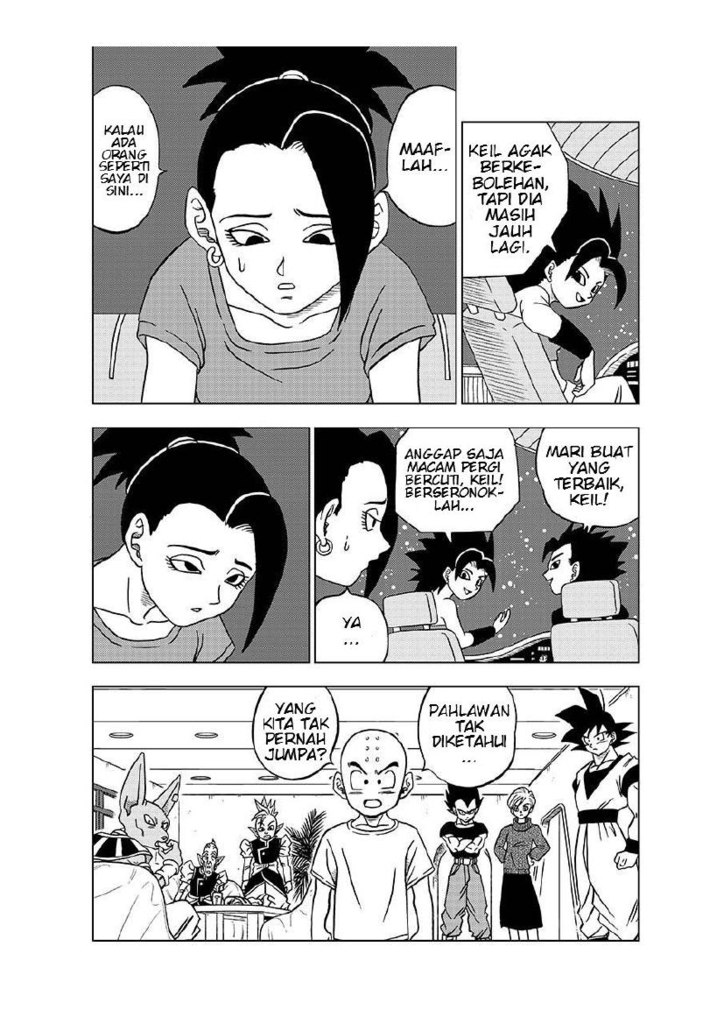 KEIL AGAK
BERKE-
BOLEHAN,
TAPI DIA
MASIH
JAUH
LAGI.
MAAF-
LAH...
KALAU
ADA
ORANG
SEPERTI
SAYA DI
SINI...
MARI BUAT
YANG
TERBAIK,
KEIL!
ANGGAP SAJA
MACAM PERGI
BERCUTI, KEIL!
BERSERONOK-
LAH...
YA
...
PAHLAWAN
TAK
DIKETAHUI
...
YANG
KITA TAK
PERNAH
JUMPA?